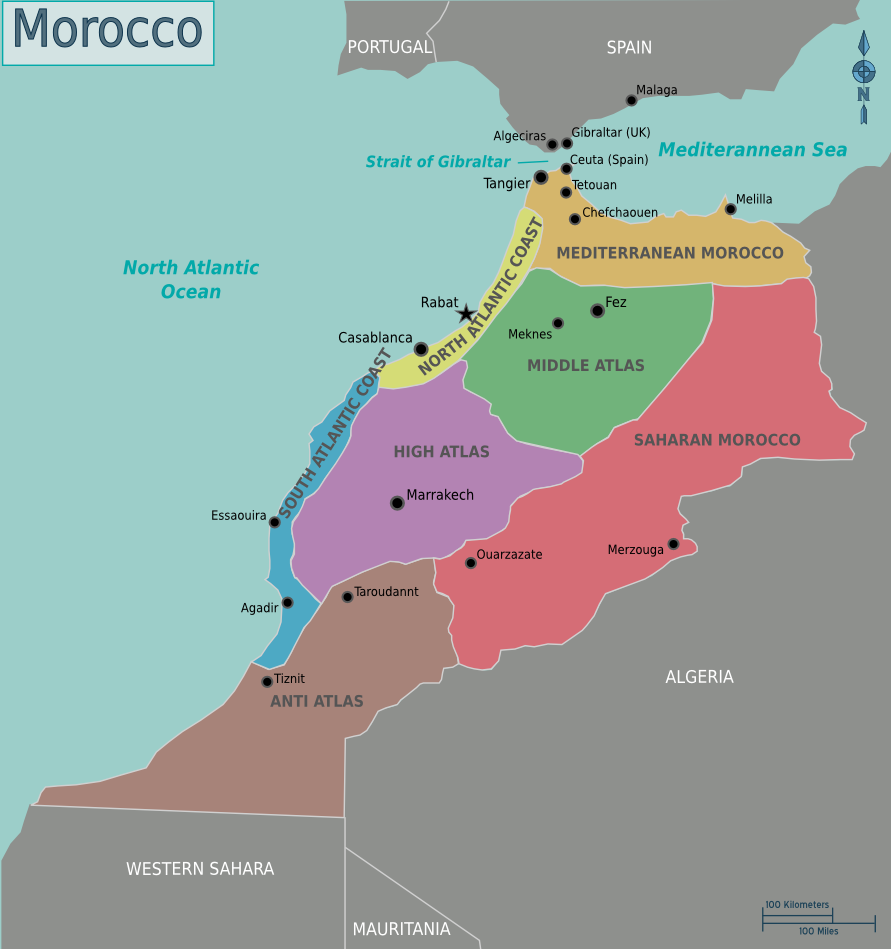 Morocco
PORTUGAL
SPAIN
N
Malaga
Algeciras
Gibraltar (UK)
Mediterannean Sea
Strait of Gibraltar
Ceuta (Spain)
Tangier
Tetouan
Melilla
Chefchaouen
MEDITERRANEAN MOROCCO
North Atlantic
Ocean
NORTH ATLANTIC COAST
Rabat
Fez
Meknes
Casablanca
MIDDLE ATLAS
SOUTH ATLANTIC COAST
SAHARAN MOROCCO
HIGH ATLAS
Marrakech
Essaouira
Ouarzazate
Merzouga
Taroudannt
Agadir
Tiznit
ANTI ATLAS
ALGERIA
WESTERN SAHARA
MAURITANIA
100 Kilometers
100 Miles